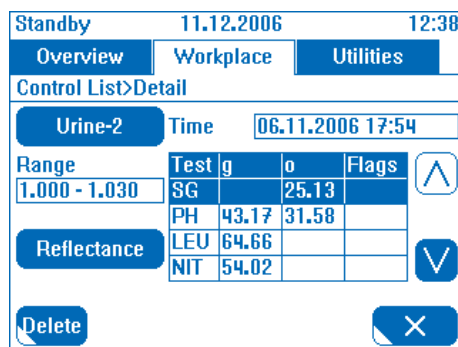 Standby 11.12.2006 12:38
Overview Workplace Utilities
Control List>Detail
Urine-2 Time 06.11.2006 17:54
Range
1.000 - 1.030
Reflectance
Test g o Flags
SG 25.13
PH 43.17 31.58
LEU 64.66
NIT 54.02
Delete